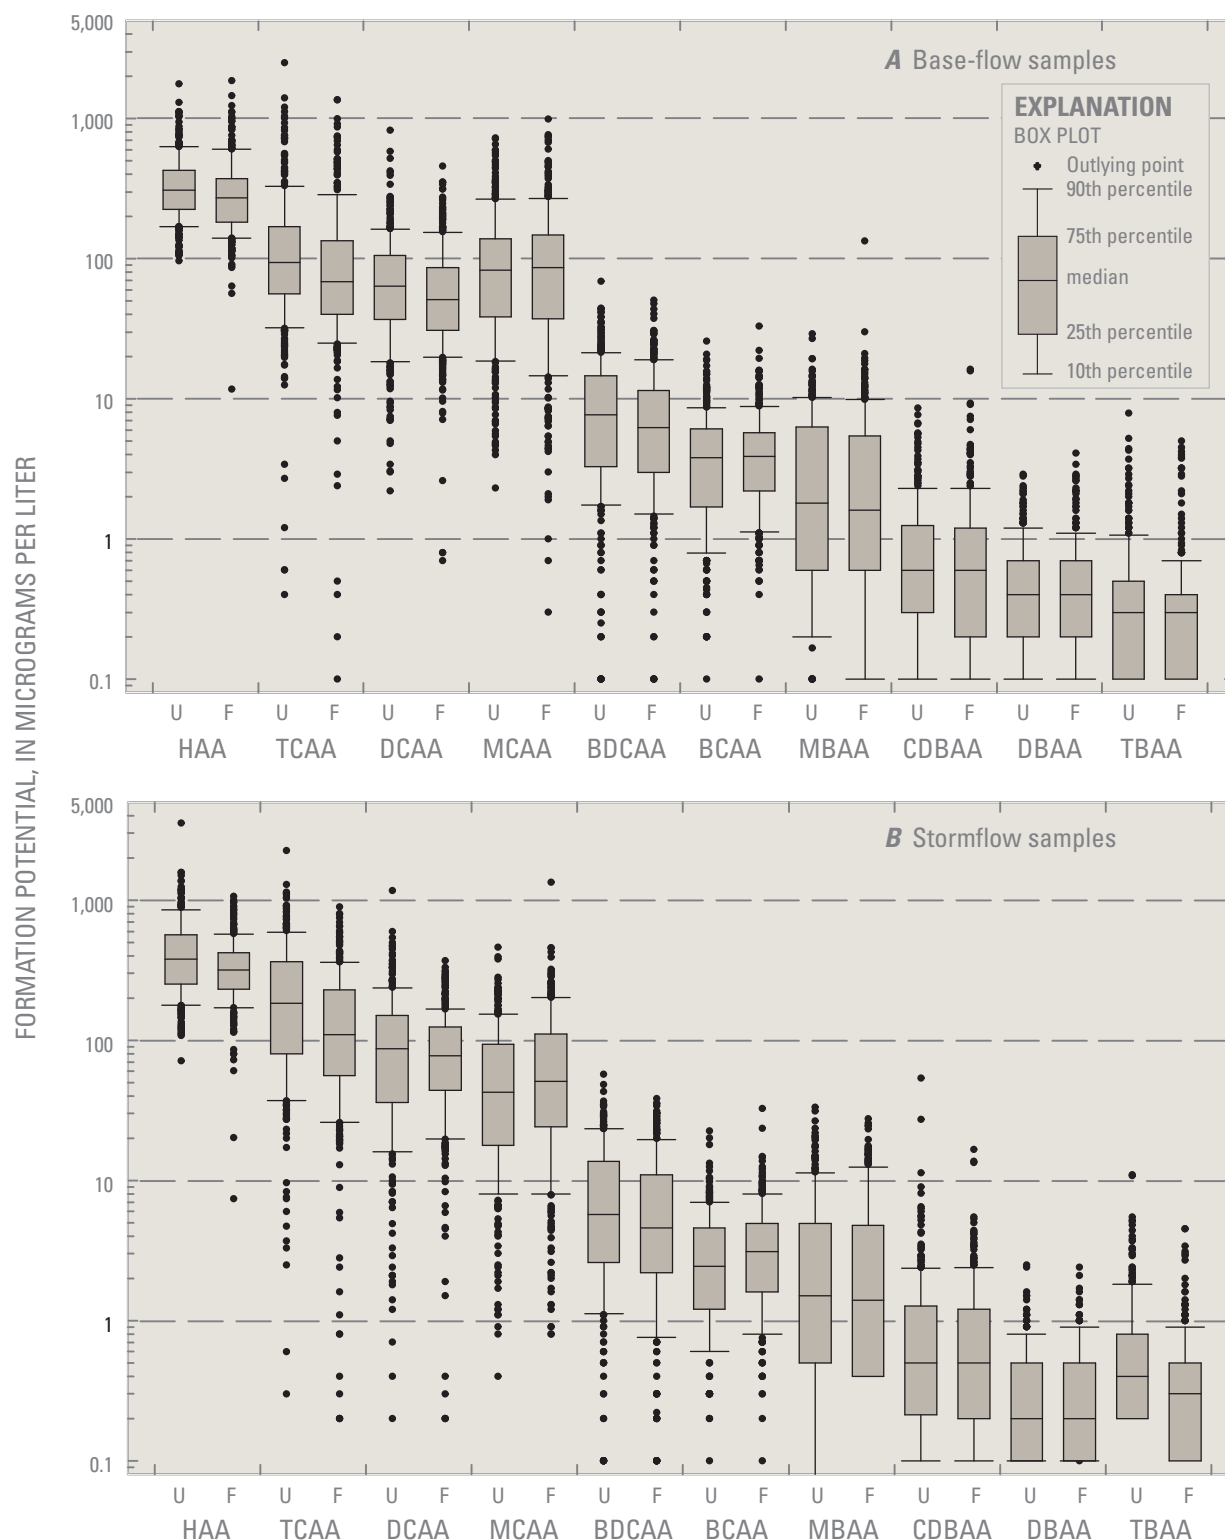 FORMATION POTENTIAL, IN MICROGRAMS PER LITER
5,000
1,000
100
10
1
0.1
A Base-flow samples
EXPLANATION
BOX PLOT
Outlying point
90th percentile
75th percentile
median
25th percentile
10th percentile
U F U F U F U F U F U F U F U F U F U F
HAA TCAA DCAA MCAA BDCAA BCAA MBAA CDBAA DBAA TBAA
5,000
1,000
100
10
1
0.1
B Stormflow samples
U F U F U F U F U F U F U F U F U F U F
HAA TCAA DCAA MCAA BDCAA BCAA MBAA CDBAA DBAA TBAA